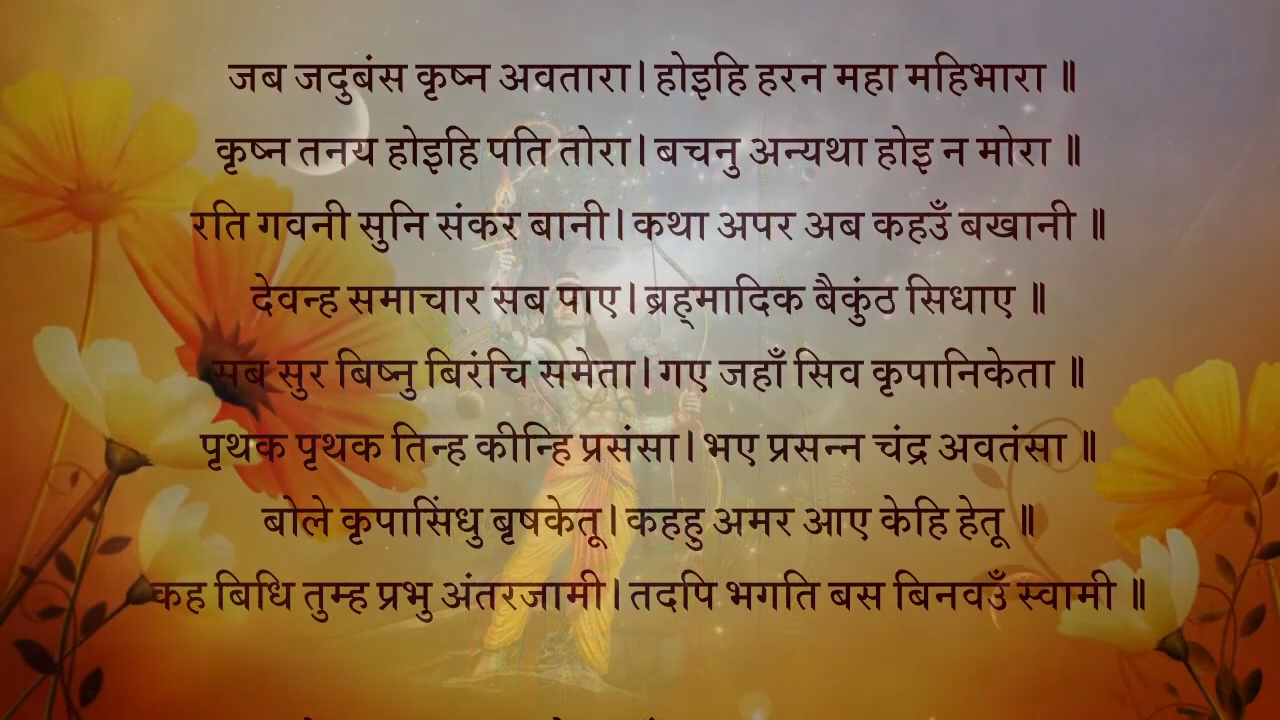 जब जदुबंस कृष्न अवतारा। होइहि हरन महा महिभारा ॥
कृष्न तनय होइहि पति तोरा। बचनु अन्यथा होइ न मोरा ॥
रति गवनी सुनि संकर बानी। कथा अपर अब कहउँ बखानी ॥
देवन्ह समाचार सब पाए। ब्रह्मादिक बैकुंठ सिधाए ॥
सब सुर बिष्नु बिरंचि समेता। गए जहाँ सिव कृपानिकेता ॥
पृथक पृथक तिन्ह कीन्हि प्रसंसा। भए प्रसन्न चंद्र अवतंसा ॥
बोले कृपासिंधु बृषकेतू। कहहु अमर आए केहि हेतू ॥
कह बिधि तुम्ह प्रभु अंतरजामी। तदपि भगति बस बिनवउँ स्वामी ॥